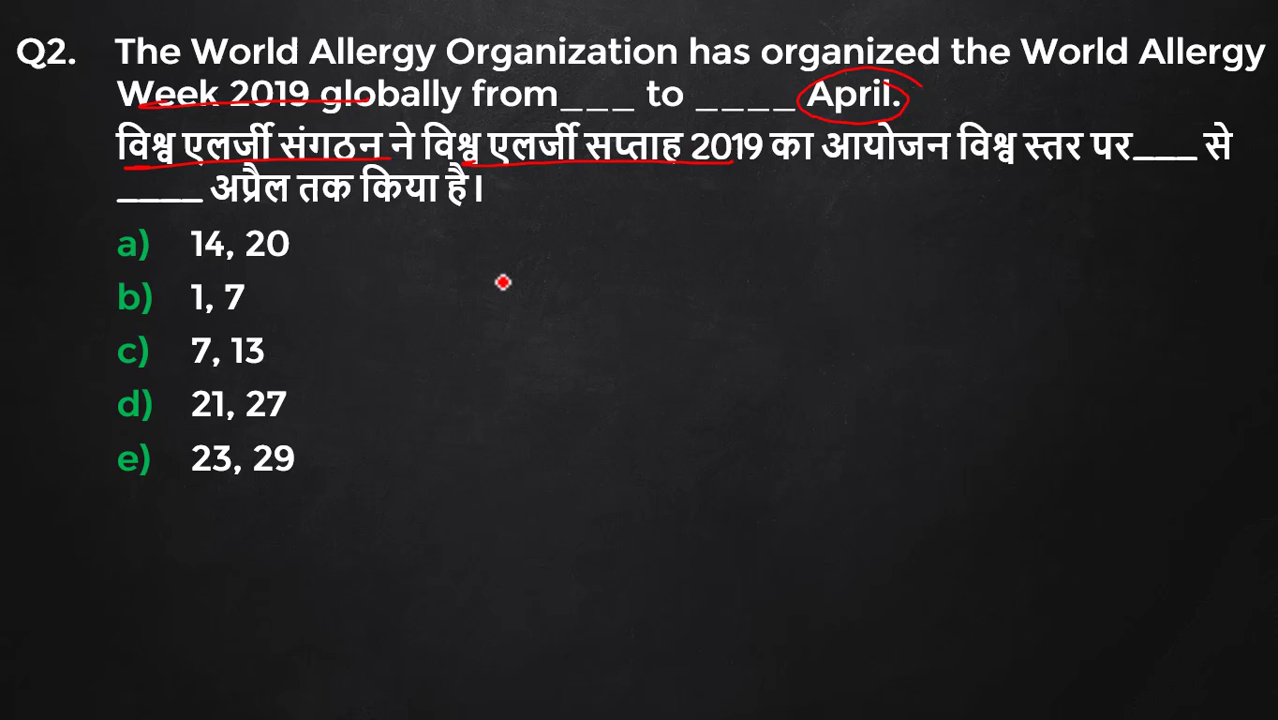 Q2. The World Allergy Organization has organized the World Allergy
Week 2019 globally from___ to ____ April.
विश्व एलर्जी संगठन ने विश्व एलर्जी सप्ताह 2019 का आयोजन विश्व स्तर पर___ से
____ अप्रैल तक किया है।
a) 14, 20
b) 1, 7
c) 7, 13
d) 21, 27
e) 23, 29